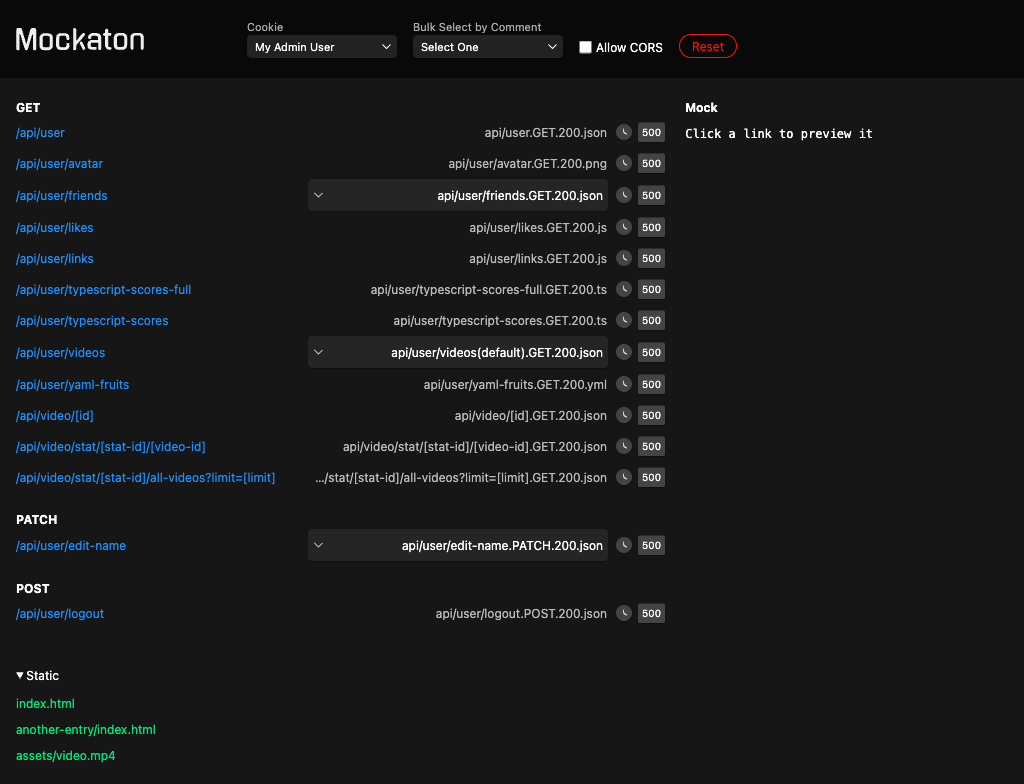 Mockaton
Cookie
My Admin User
Bulk Select by Comment
Select One
Allow CORS
Reset
GET
/api/user api/user.GET.200.json 500
/api/user/avatar api/user/avatar.GET.200.png 500
/api/user/friends api/user/friends.GET.200.json 500
/api/user/likes api/user/likes.GET.200.js 500
/api/user/links api/user/links.GET.200.js 500
/api/user/typescript-scores-full api/user/typescript-scores-full.GET.200.ts 500
/api/user/typescript-scores api/user/typescript-scores.GET.200.ts 500
/api/user/videos api/user/videos(default).GET.200.json 500
/api/user/yaml-fruits api/user/yaml-fruits.GET.200.yml 500
/api/video/[id] api/video/[id].GET.200.json 500
/api/video/stat/[stat-id]/[video-id] api/video/stat/[stat-id]/[video-id].GET.200.json 500
/api/video/stat/[stat-id]/all-videos?limit=[limit] .../stat/[stat-id]/all-videos?limit=[limit].GET.200.json 500
PATCH
/api/user/edit-name api/user/edit-name.PATCH.200.json 500
POST
/api/user/logout api/user/logout.POST.200.json 500
Static
index.html
another-entry/index.html
assets/video.mp4
Mock
Click a link to preview it